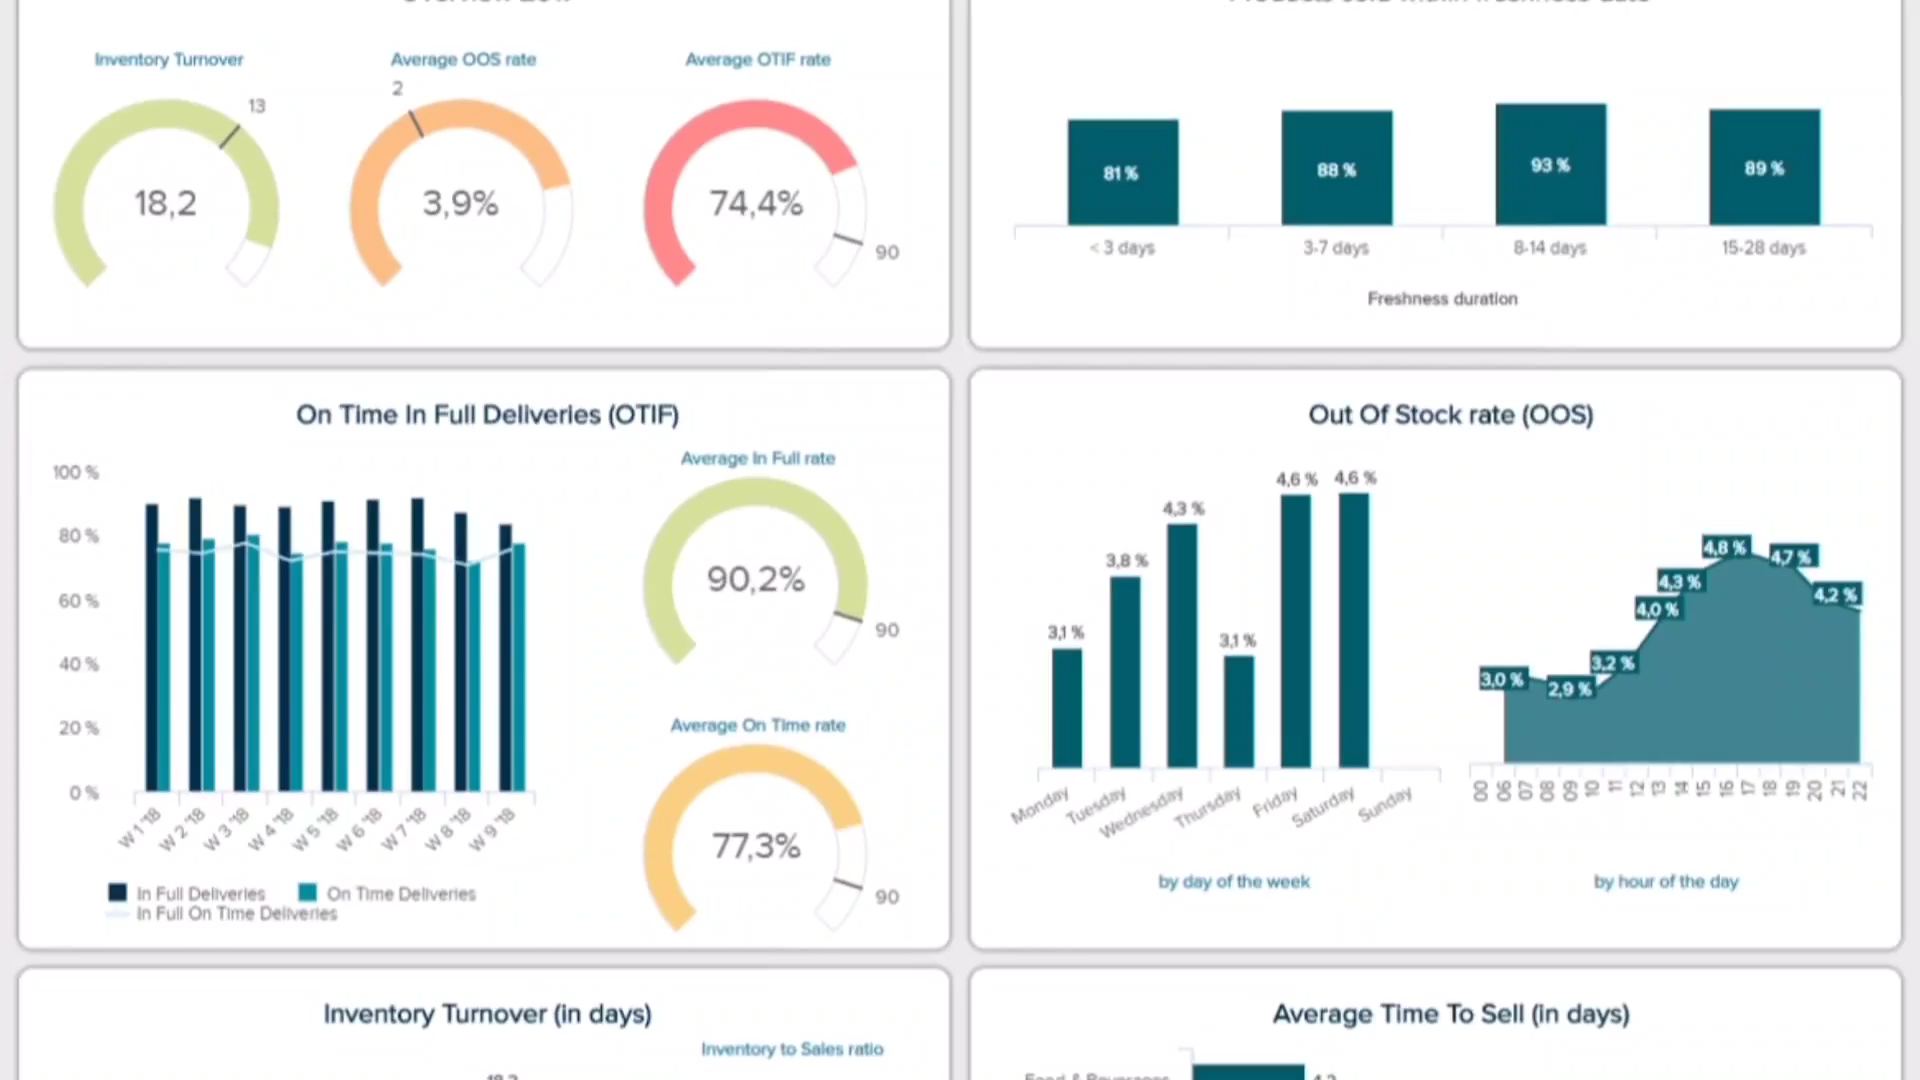 Inventory Turnover
13
18,2
Average OOS rate
2
3,9%
Average OTIF rate
74,4%
90
Products sold within freshness date
81 %
88 %
93 %
89 %
< 3 days
3-7 days
8-14 days
15-28 days
Freshness duration
On Time In Full Deliveries (OTIF)
100 %
80 %
60 %
40 %
20 %
0 %
W 1 '18
W 2 '18
W 3 '18
W 4 '18
W 5 '18
W 6 '18
W 7 '18
W 8 '18
W 9 '18
In Full Deliveries
On Time Deliveries
In Full On Time Deliveries
Average In Full rate
90,2%
90
Average On Time rate
77,3%
90
Out Of Stock rate (OOS)
3,1 %
3,8 %
4,3 %
3,1 %
4,6 %
4,6 %
Monday
Tuesday
Wednesday
Thursday
Friday
Saturday
Sunday
by day of the week
3,0 %
2,9 %
3,2 %
4,0 %
4,3 %
4,8 %
4,7 %
4,2 %
00
06
07
08
09
10
11
12
13
14
15
16
17
18
19
20
21
22
by hour of the day
Inventory Turnover (in days)
Inventory to Sales ratio
Average Time To Sell (in days)
Food & Beverages